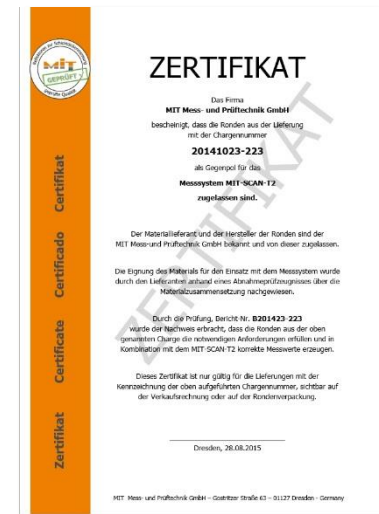 MIT
GEPRÜFT
ZERTIFIKAT
Das Firma
MIT Mess- und Prüftechnik GmbH
bescheinigt, dass die Ronden aus der Lieferung
mit der Chargennummer
20141023-223
als Gegenpol für das
Messsystem MIT-SCAN-T2
zugelassen sind.
Der Materiallieferant und der Hersteller der Ronden sind der
MIT Mess-und Prüftechnik GmbH bekannt und von dieser zugelassen.
Die Eignung des Materials für den Einsatz mit dem Messsystem wurde
durch den Lieferanten anhand eines Abnahmeprüfzeugnisses über die
Materialzusammensetzung nachgewiesen.
Durch die Prüfung, Bericht-Nr. B201423-223
wurde der Nachweis erbracht, dass die Ronden aus der oben
genannten Charge die notwendigen Anforderungen erfüllen und in
Kombination mit dem MIT-SCAN-T2 korrekte Messwerte erzeugen.
Dieses Zertifikat ist nur gültig für die Lieferungen mit der
Kennzeichnung der oben aufgeführten Chargennummer, sichtbar auf
der Verkaufsrechnung oder auf der Rondenverpackung.
Dresden, 28.08.2015
MIT Mess- und Prüftechnik GmbH – Gostritzer Straße 63 – 01127 Dresden - Germany
Zertifikat Certificate Certificado Certifikat
ZERTIFIKAT